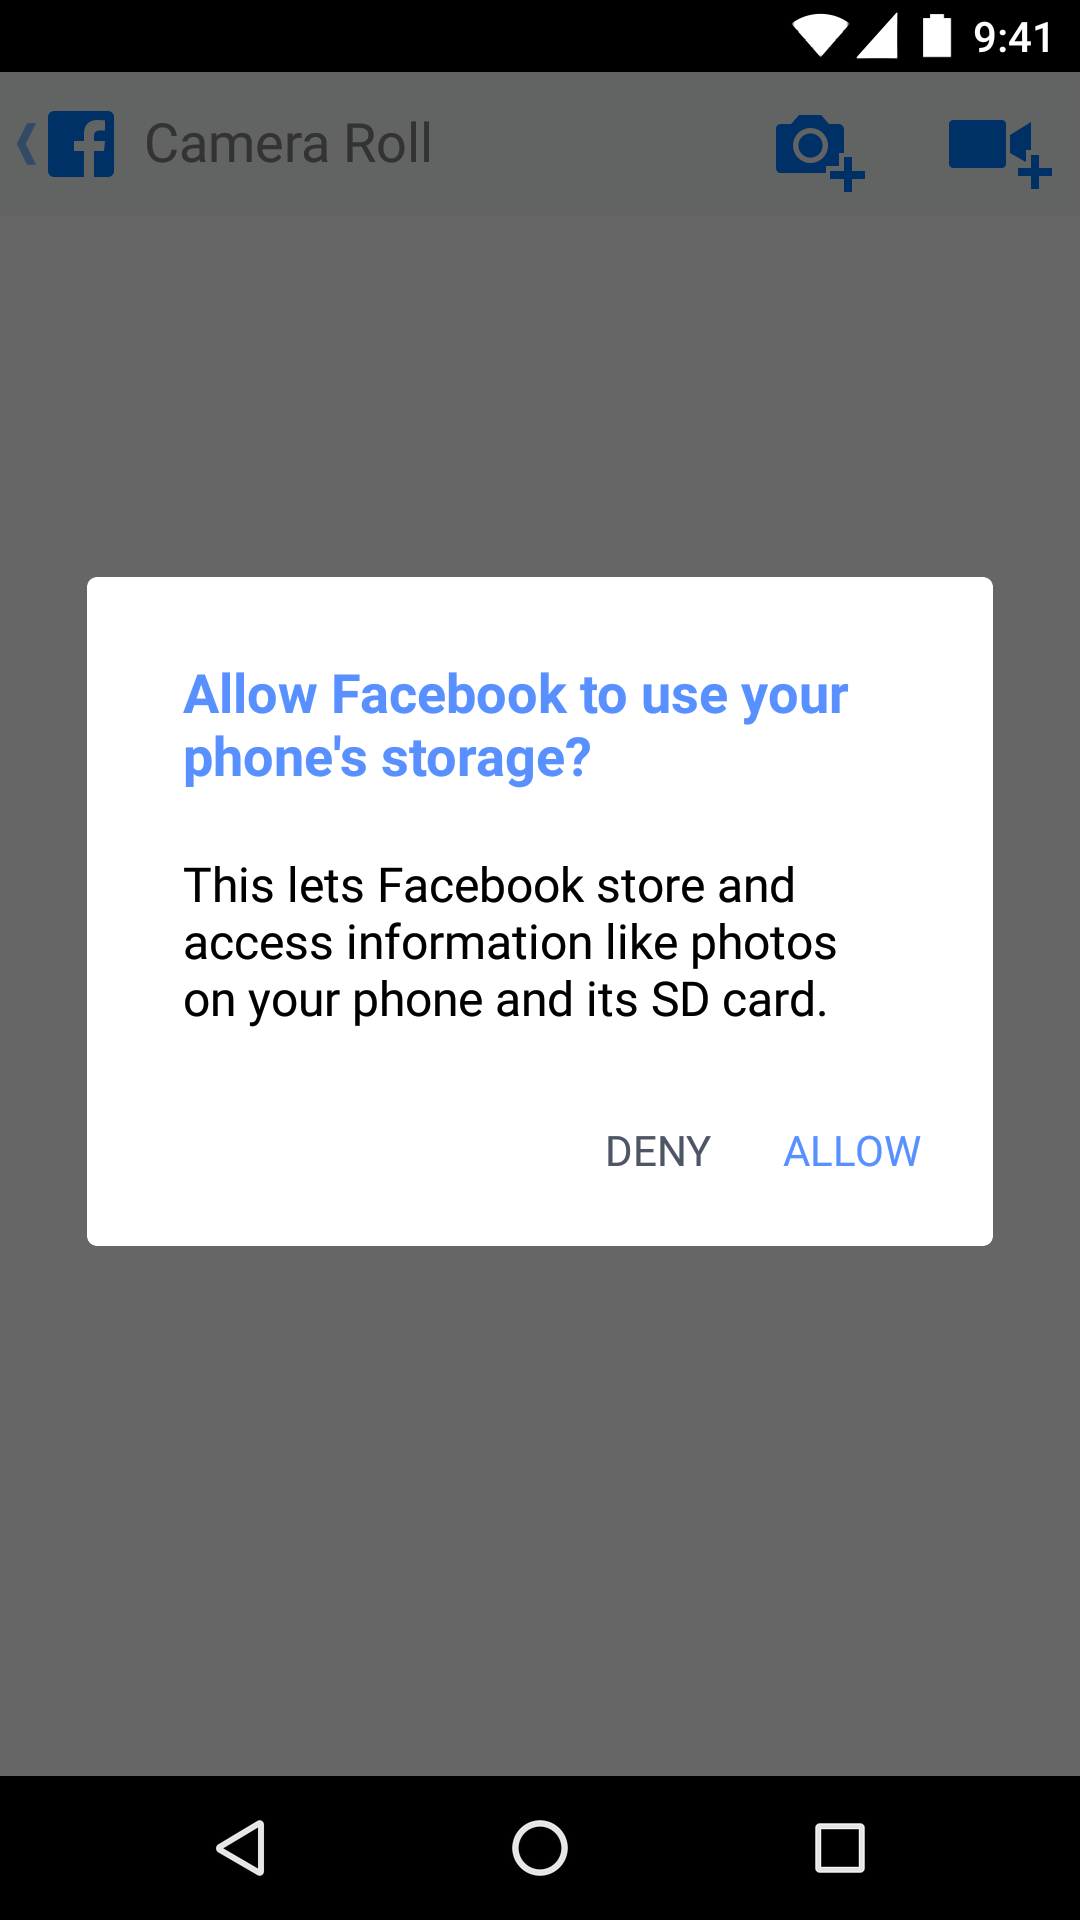 9:41
Camera Roll
Allow Facebook to use your
phone's storage?
This lets Facebook store and
access information like photos
on your phone and its SD card.
DENY ALLOW